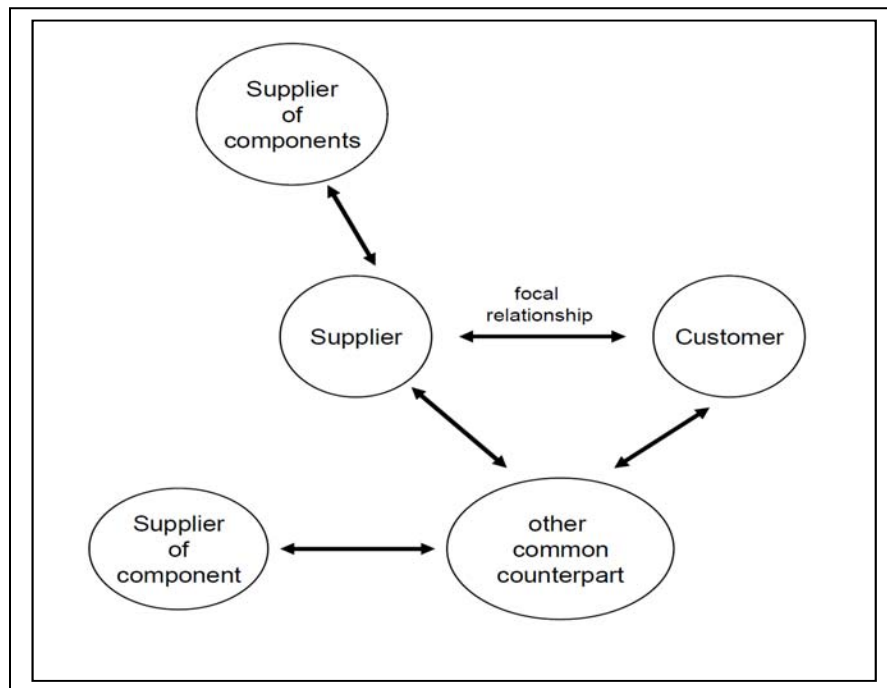 Supplier
of
components
focal
relationship
Supplier
Customer
Supplier
of
component
other
common
counterpart